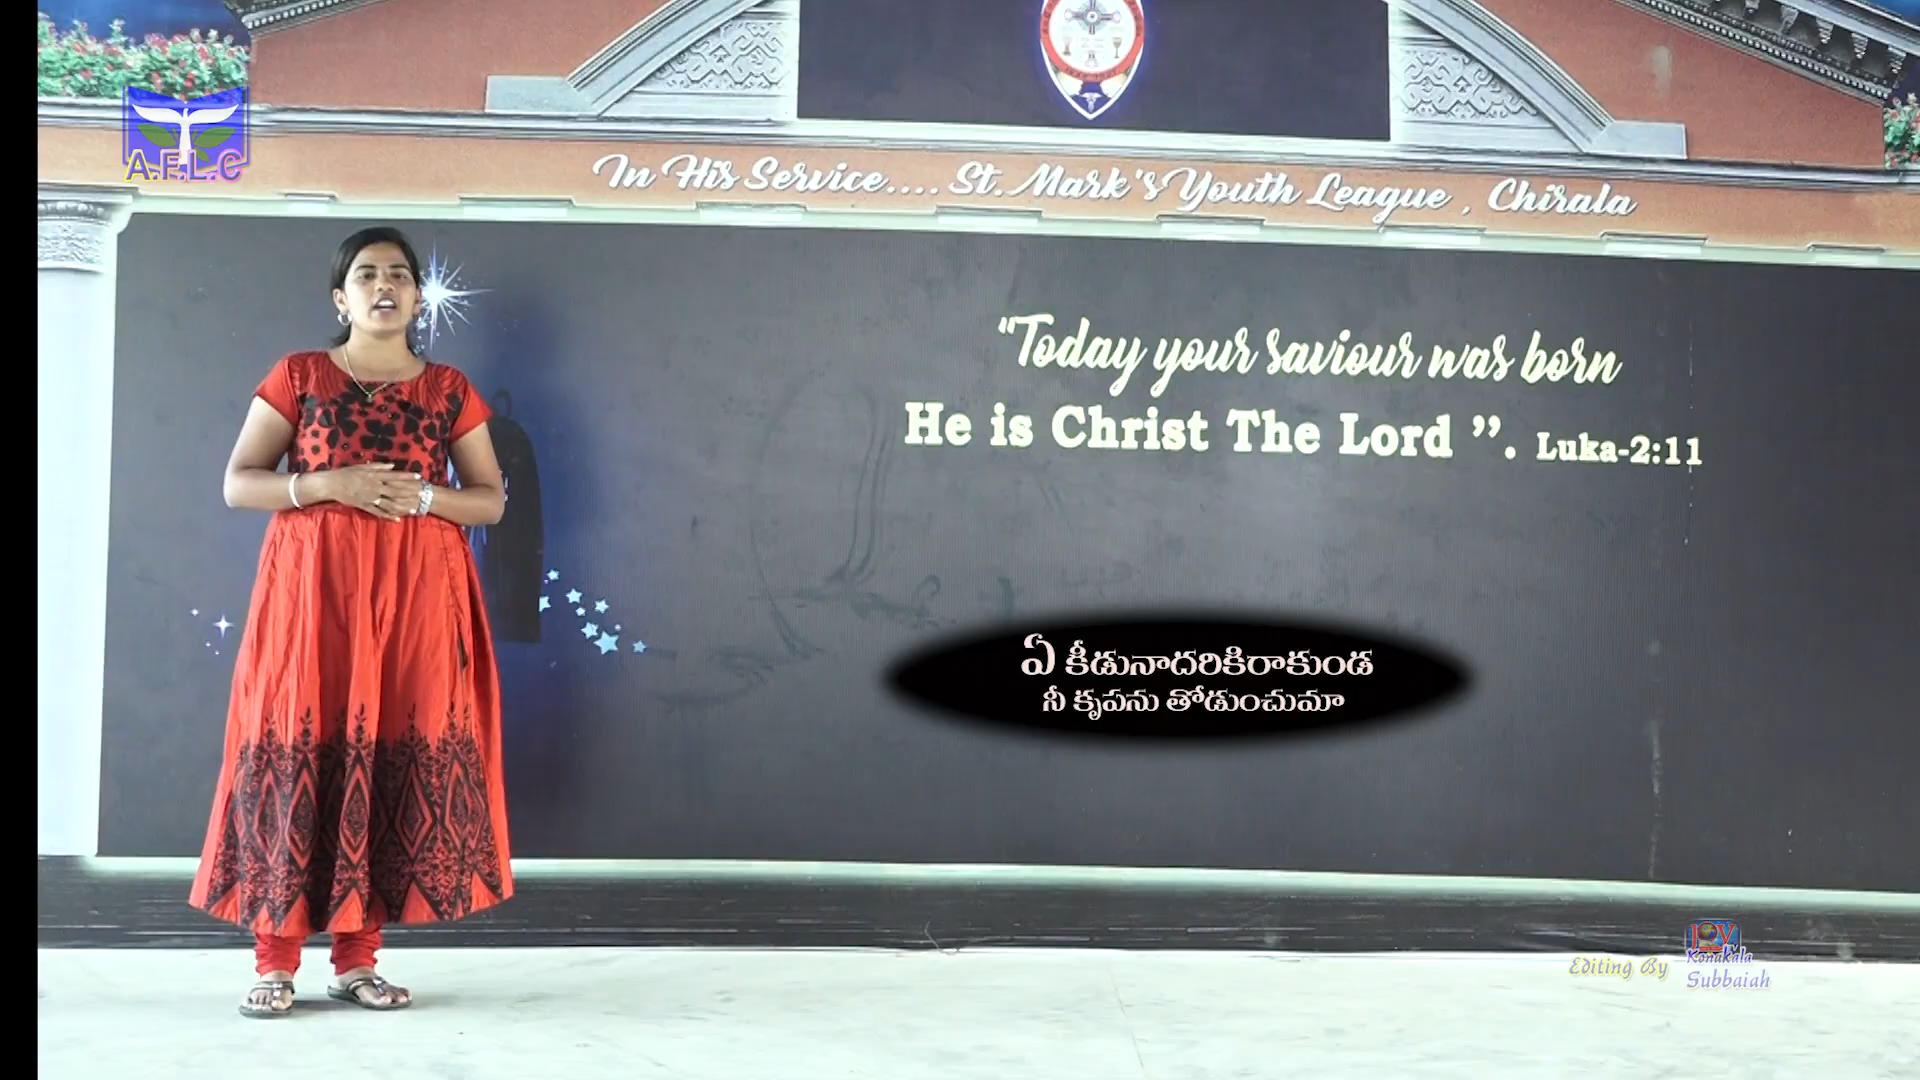 A.F.L.C
In His Service.... St. Mark's Youth League , Chirala
"Today your saviour was born
He is Christ The Lord ". Luka-2:11
ఏ కీడునాదరికిరాకుండ
నీ కృపను తోడుంచుమా
JOY
Editing By Konakala
Subbaiah